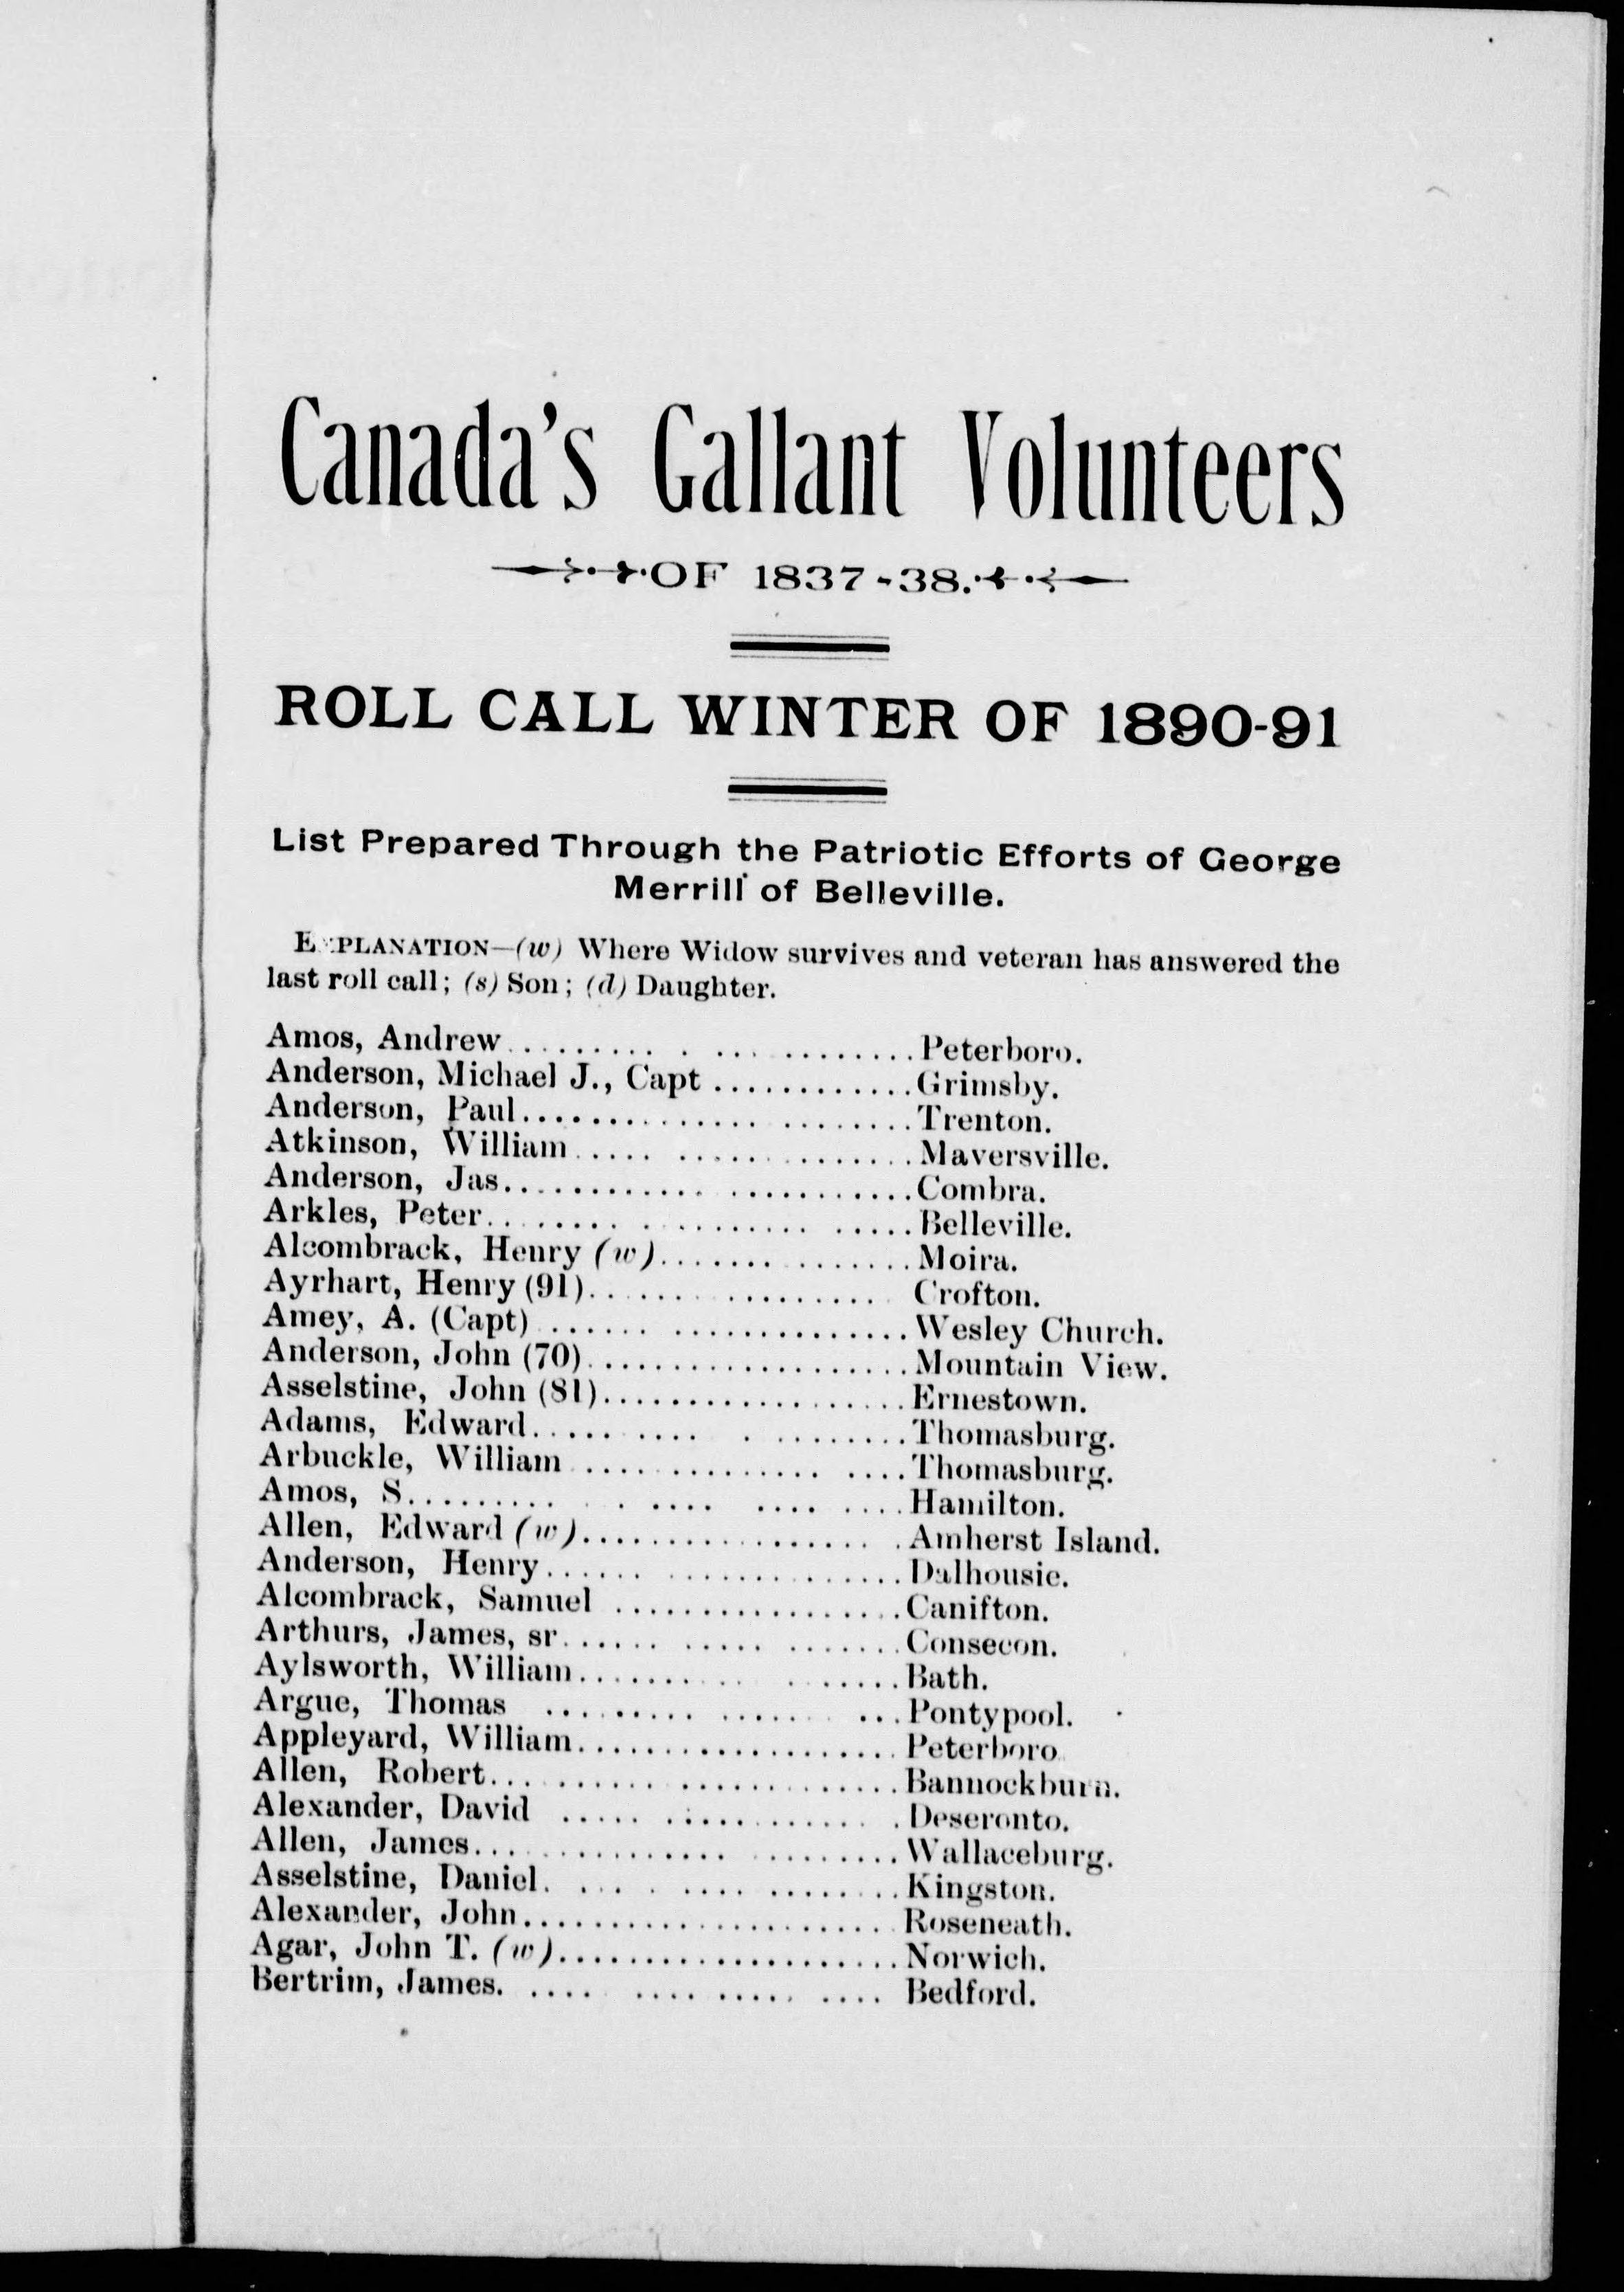 Canada's Gallant Volunteers
OF 1837-38.
ROLL CALL WINTER OF 1890-91
List Prepared Through the Patriotic Efforts of George
Merrill of Belleville.
EXPLANATION—(w) Where Widow survives and veteran has answered the
last roll call; (s) Son; (d) Daughter.
Amos, Andrew.......... . ... ............Peterboro.
Anderson, Michael J., Capt ............Grimsby.
Anderson, Paul........................Trenton.
Atkinson, William..... ...............Maversville.
Anderson, Jas.........................Combra.
Arkles, Peter........ .......... .....Belleville.
Alcombrack, Henry (w)...............Moira.
Ayrhart, Henry (91).................. Crofton.
Amey, A. (Capt) ...... ..............Wesley Church.
Anderson, John (70)...................Mountain View.
Asselstine, John (81)..................Ernestown.
Adams, Edward..... .... . ........Thomasburg.
Arbuckle, William .............. ....Thomasburg.
Amos, S......... . .... .... ....Hamilton.
Allen, Edward (w)...................Amherst Island.
Anderson, Henry...... ..............Dalhousie.
Alcombrack, Samuel .................Canifton.
Arthurs, James, sr...... ..... .......Consecon.
Aylsworth, William......... .......Bath.
Argue, Thomas ......... ....... ...Pontypool.
Appleyard, William...................Peterboro
Allen, Robert........................Bannockburn.
Alexander, David ..... ............ .Deseronto.
Allen, James............... .........Wallaceburg.
Asselstine, Daniel. ... . .... ........Kingston.
Alexander, John......................Roseneath.
Agar, John T. (w)....................Norwich.
Bertrim, James. .... .... ..... .... Bedford.